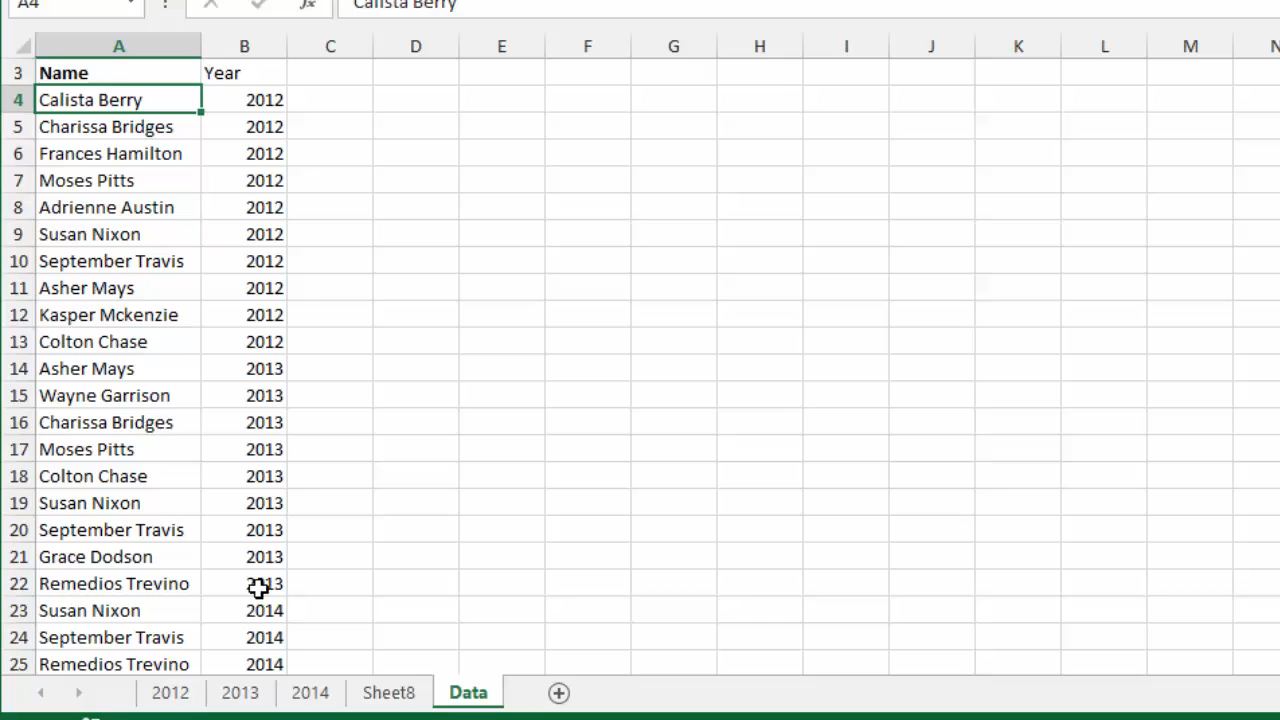 A4 fx Calista Berry
A B C D E F G H I J K L M N
3 Name Year
4 Calista Berry 2012
5 Charissa Bridges 2012
6 Frances Hamilton 2012
7 Moses Pitts 2012
8 Adrienne Austin 2012
9 Susan Nixon 2012
10 September Travis 2012
11 Asher Mays 2012
12 Kasper Mckenzie 2012
13 Colton Chase 2012
14 Asher Mays 2013
15 Wayne Garrison 2013
16 Charissa Bridges 2013
17 Moses Pitts 2013
18 Colton Chase 2013
19 Susan Nixon 2013
20 September Travis 2013
21 Grace Dodson 2013
22 Remedios Trevino 2013
23 Susan Nixon 2014
24 September Travis 2014
25 Remedios Trevino 2014
2012 2013 2014 Sheet8 Data